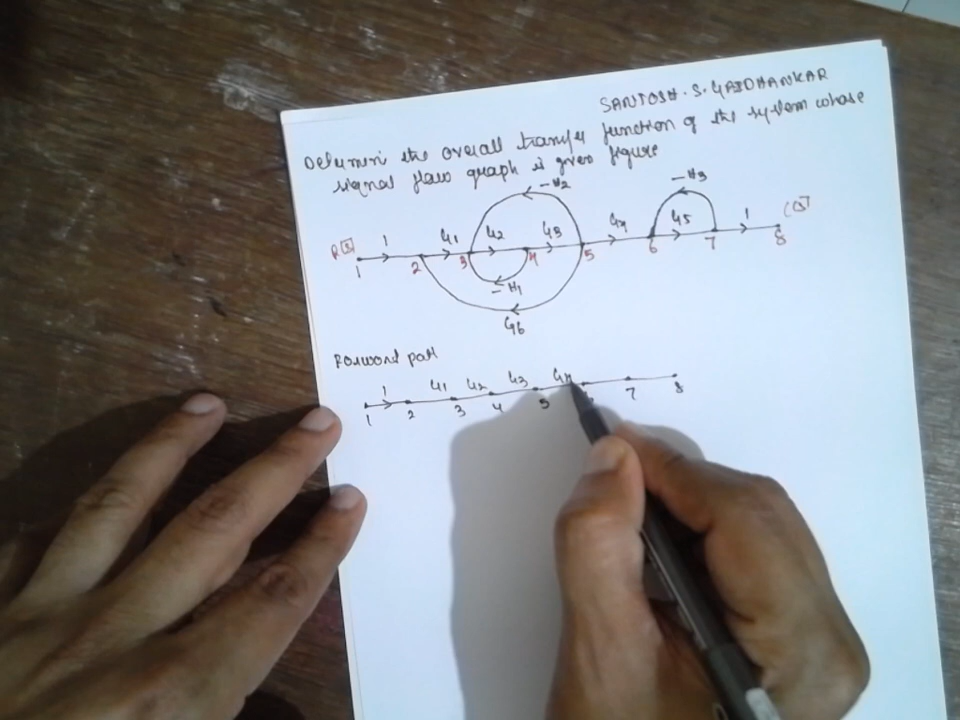 SANTOSH.S.GAIDHANKAR
the overall transfer function of the system whose
signal flow graph is given figure
-H2 -H3
R(S) 1 G1 G2 G3 G4 G5 1 C(S)
1 2 3 4 5 6 7 8
-H1
G6
Forward path
1 G1 G2 G3 G4
1 2 3 4 5 7 8